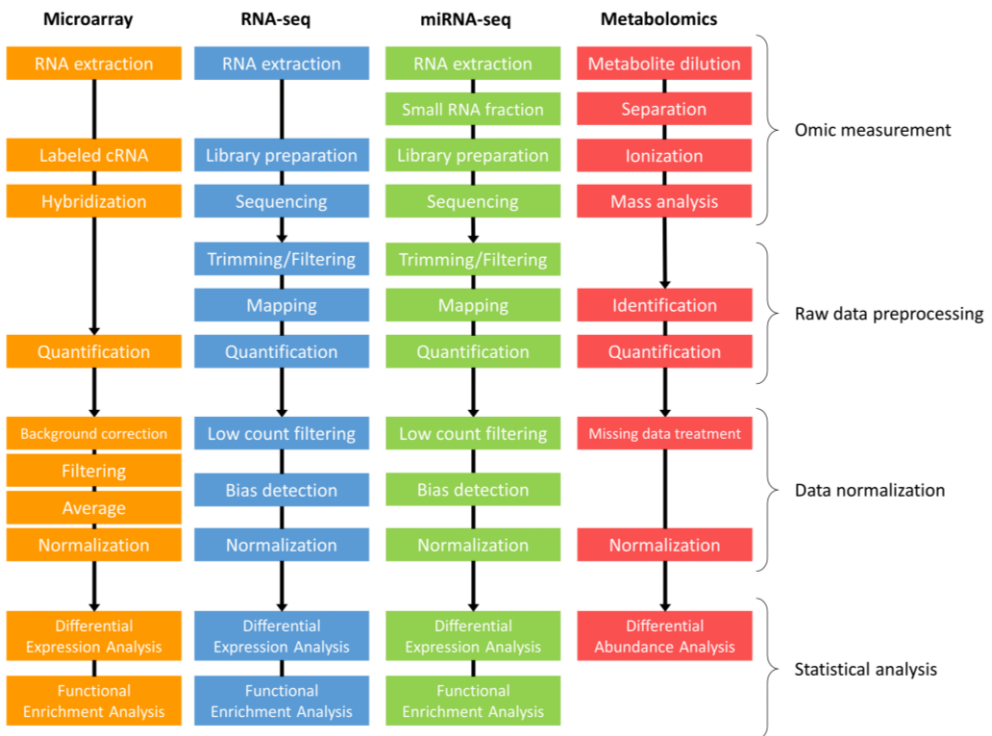 Microarray
RNA-seq
miRNA-seq
Metabolomics
RNA extraction
RNA extraction
RNA extraction
Metabolite dilution
Small RNA fraction
Separation
Omic measurement
Labeled cRNA
Library preparation
Library preparation
Ionization
Hybridization
Sequencing
Sequencing
Mass analysis
Trimming/Filtering
Trimming/Filtering
Mapping
Mapping
Identification
Raw data preprocessing
Quantification
Quantification
Quantification
Quantification
Background correction
Low count filtering
Low count filtering
Missing data treatment
Filtering
Bias detection
Bias detection
Data normalization
Average
Normalization
Normalization
Normalization
Normalization
Differential
Expression Analysis
Differential
Expression Analysis
Differential
Expression Analysis
Differential
Abundance Analysis
Statistical analysis
Functional
Enrichment Analysis
Functional
Enrichment Analysis
Functional
Enrichment Analysis